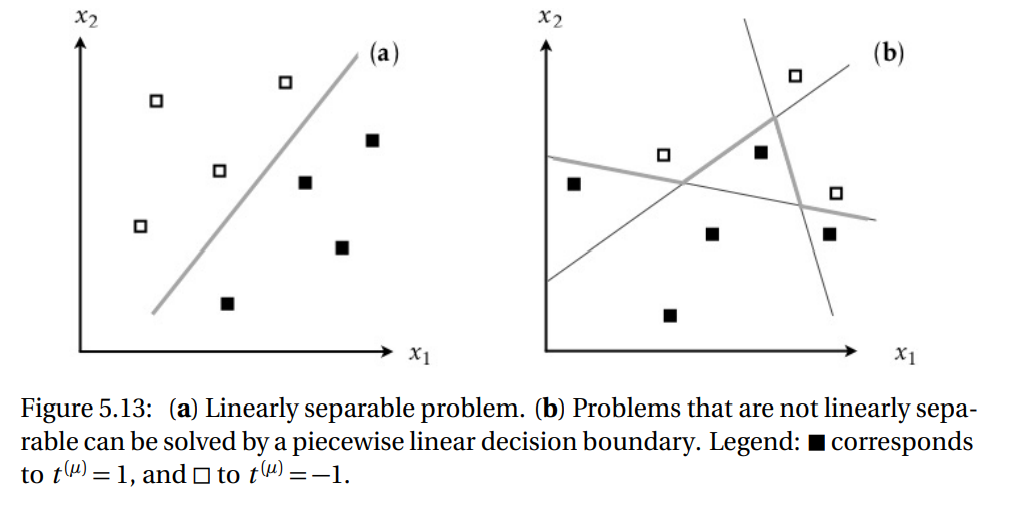 x₂
(a)
x₁
x₂
(b)
x₁
Figure 5.13: (a) Linearly separable problem. (b) Problems that are not linearly sepa-
rable can be solved by a piecewise linear decision boundary. Legend: ■ corresponds
to t⁽ᵘ⁾ = 1, and □ to t⁽ᵘ⁾ = −1.